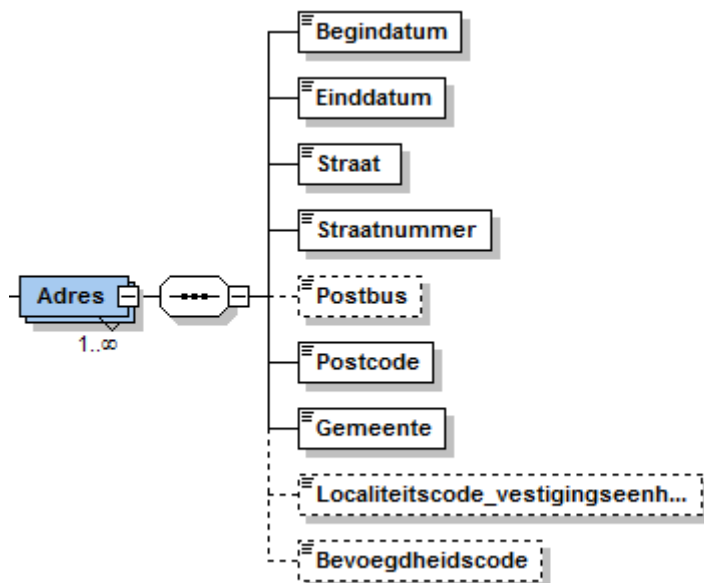 Begindatum
Einddatum
Straat
Straatnummer
Adres
1..∞
Postbus
Postcode
Gemeente
Localiteitscode_vestigingseenh...
Bevoegdheidscode